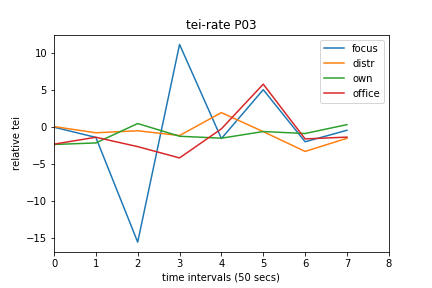 tei-rate P03
focus
distr
own
office
relative tei
10
5
0
−5
−10
−15
0 1 2 3 4 5 6 7 8
time intervals (50 secs)